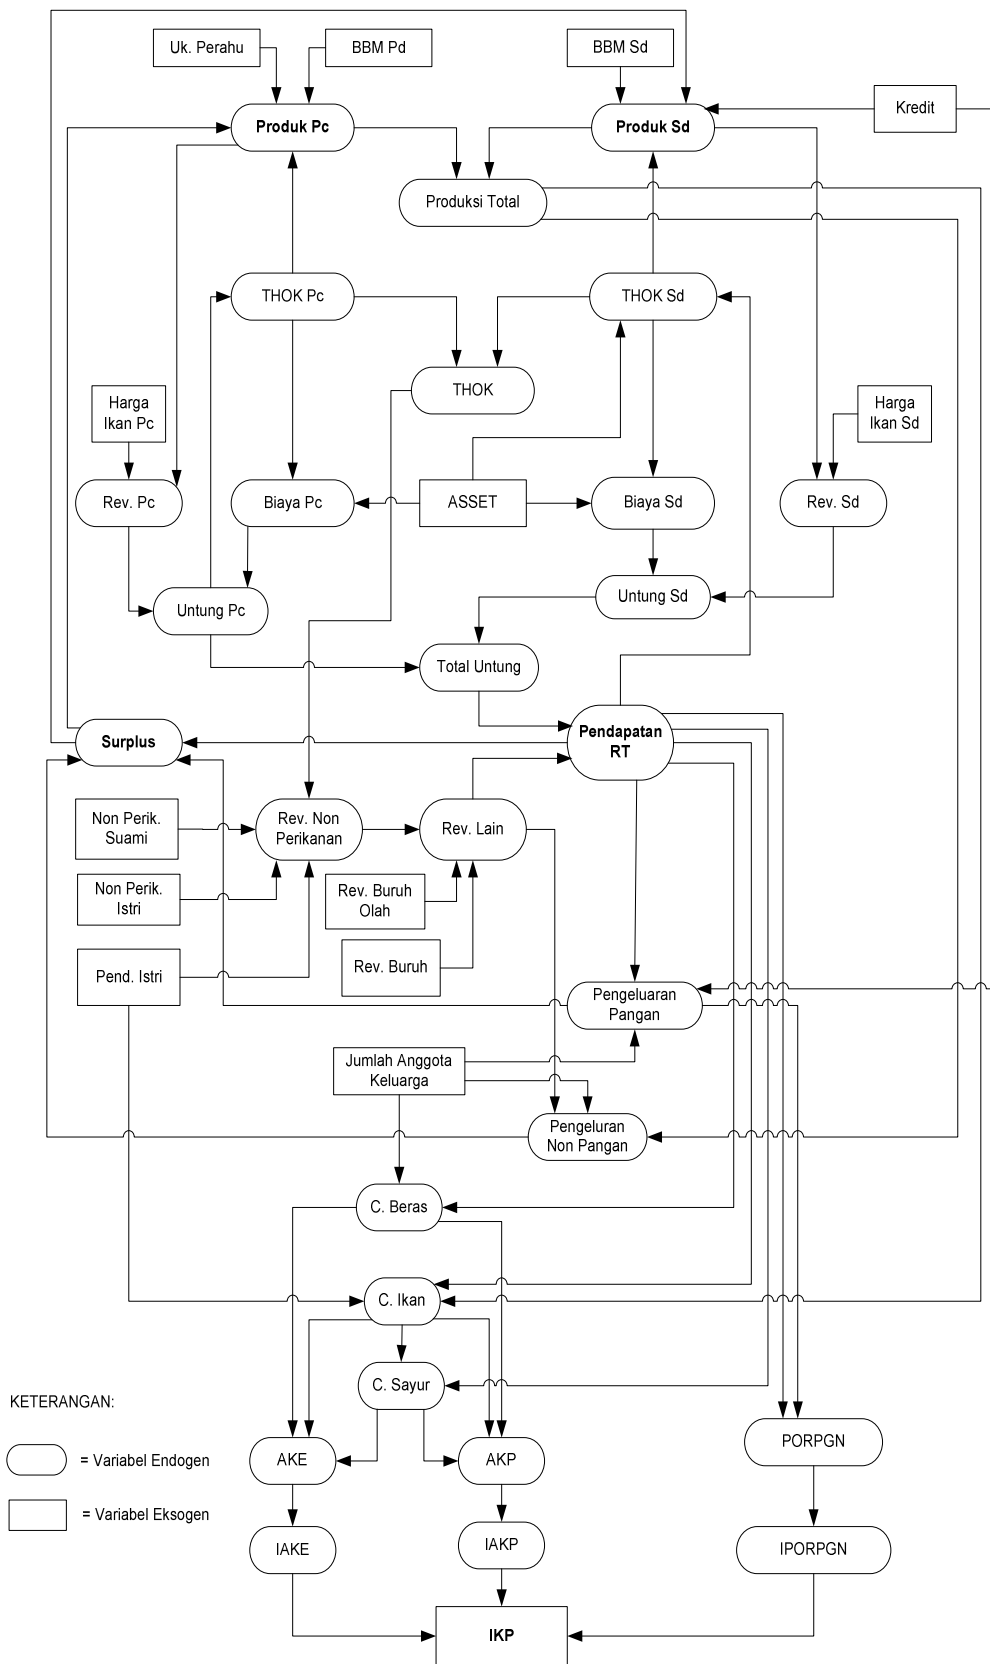 Uk. Perahu
BBM Pd
BBM Sd
Kredit
Produk Pc
Produk Sd
Produksi Total
THOK Pc
THOK Sd
THOK
Harga
Ikan Pc
Harga
Ikan Sd
Rev. Pc
Biaya Pc
ASSET
Biaya Sd
Rev. Sd
Untung Pc
Untung Sd
Total Untung
Surplus
Pendapatan
RT
Non Perik.
Suami
Rev. Non
Perikanan
Rev. Lain
Non Perik.
Istri
Rev. Buruh
Olah
Rev. Buruh
Pend. Istri
Pengeluaran
Pangan
Jumlah Anggota
Keluarga
Pengeluran
Non Pangan
C. Beras
C. Ikan
C. Sayur
KETERANGAN:
= Variabel Endogen
= Variabel Eksogen
AKE
AKP
PORPGN
IAKE
IAKP
IPORPGN
IKP